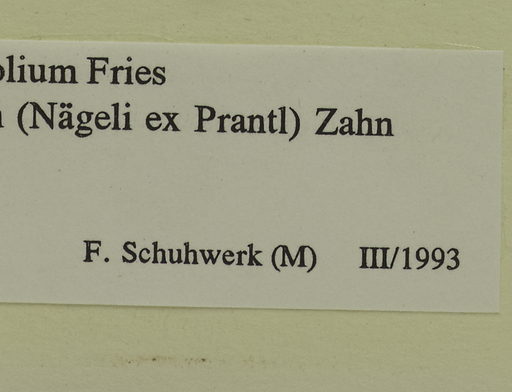 olium Fries
(Nägeli ex Prantl) Zahn
F. Schuhwerk (M) III/1993